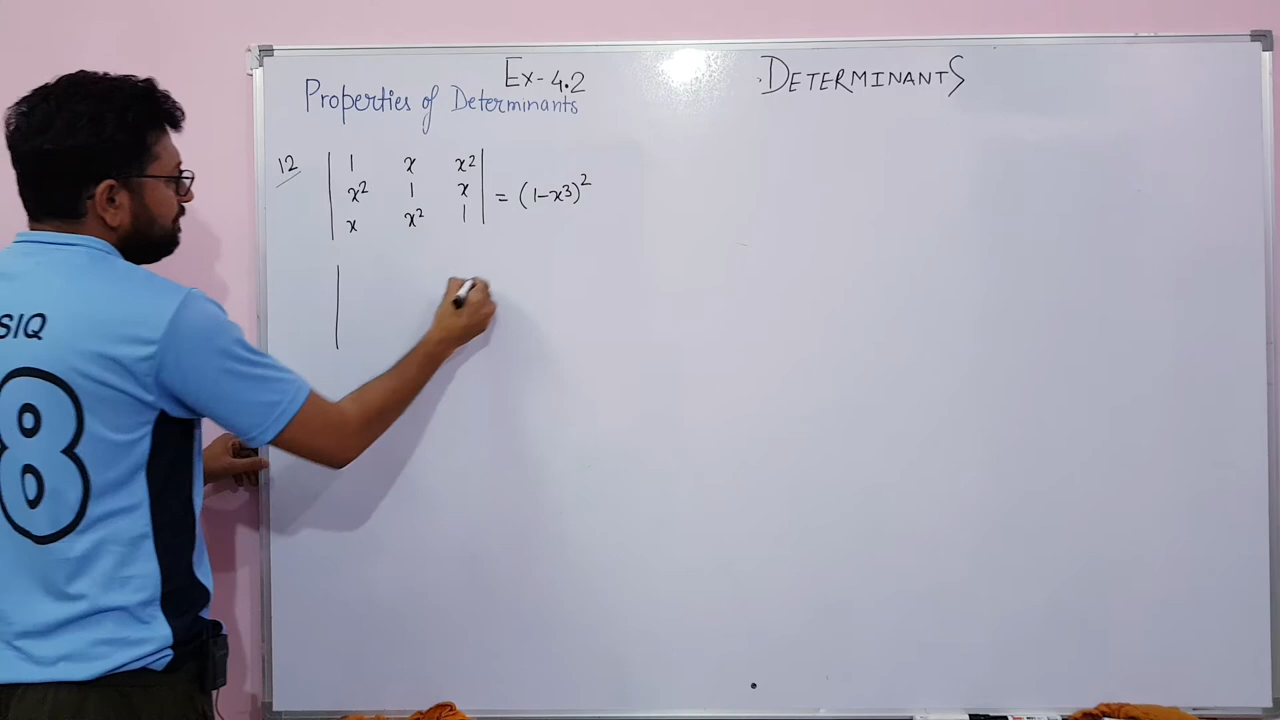 Ex-4.2
DETERMINANTS
Properties of Determinants
12 | 1 x x² |
| x² 1 x | = (1-x³)²
| x x² 1 |
SIQ
8